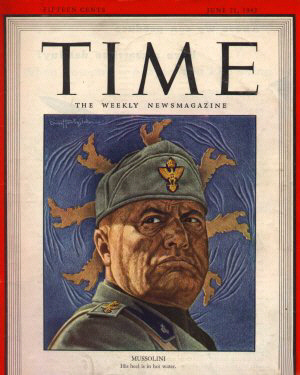 FIFTEEN CENTS
JUNE 21, 1943
TIME
THE WEEKLY NEWSMAGAZINE
MUSSOLINI
His heel is in hot water.